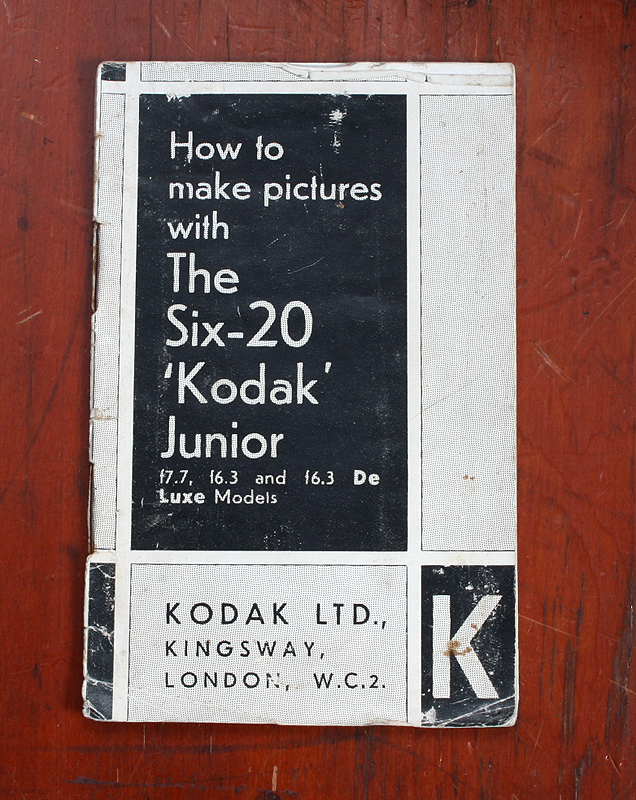 How to
make pictures
with
The
Six-20
'Kodak'
Junior
f7.7, f6.3 and f6.3 De
Luxe Models
KODAK LTD.,
KINGSWAY,
LONDON, W.C.2.
K